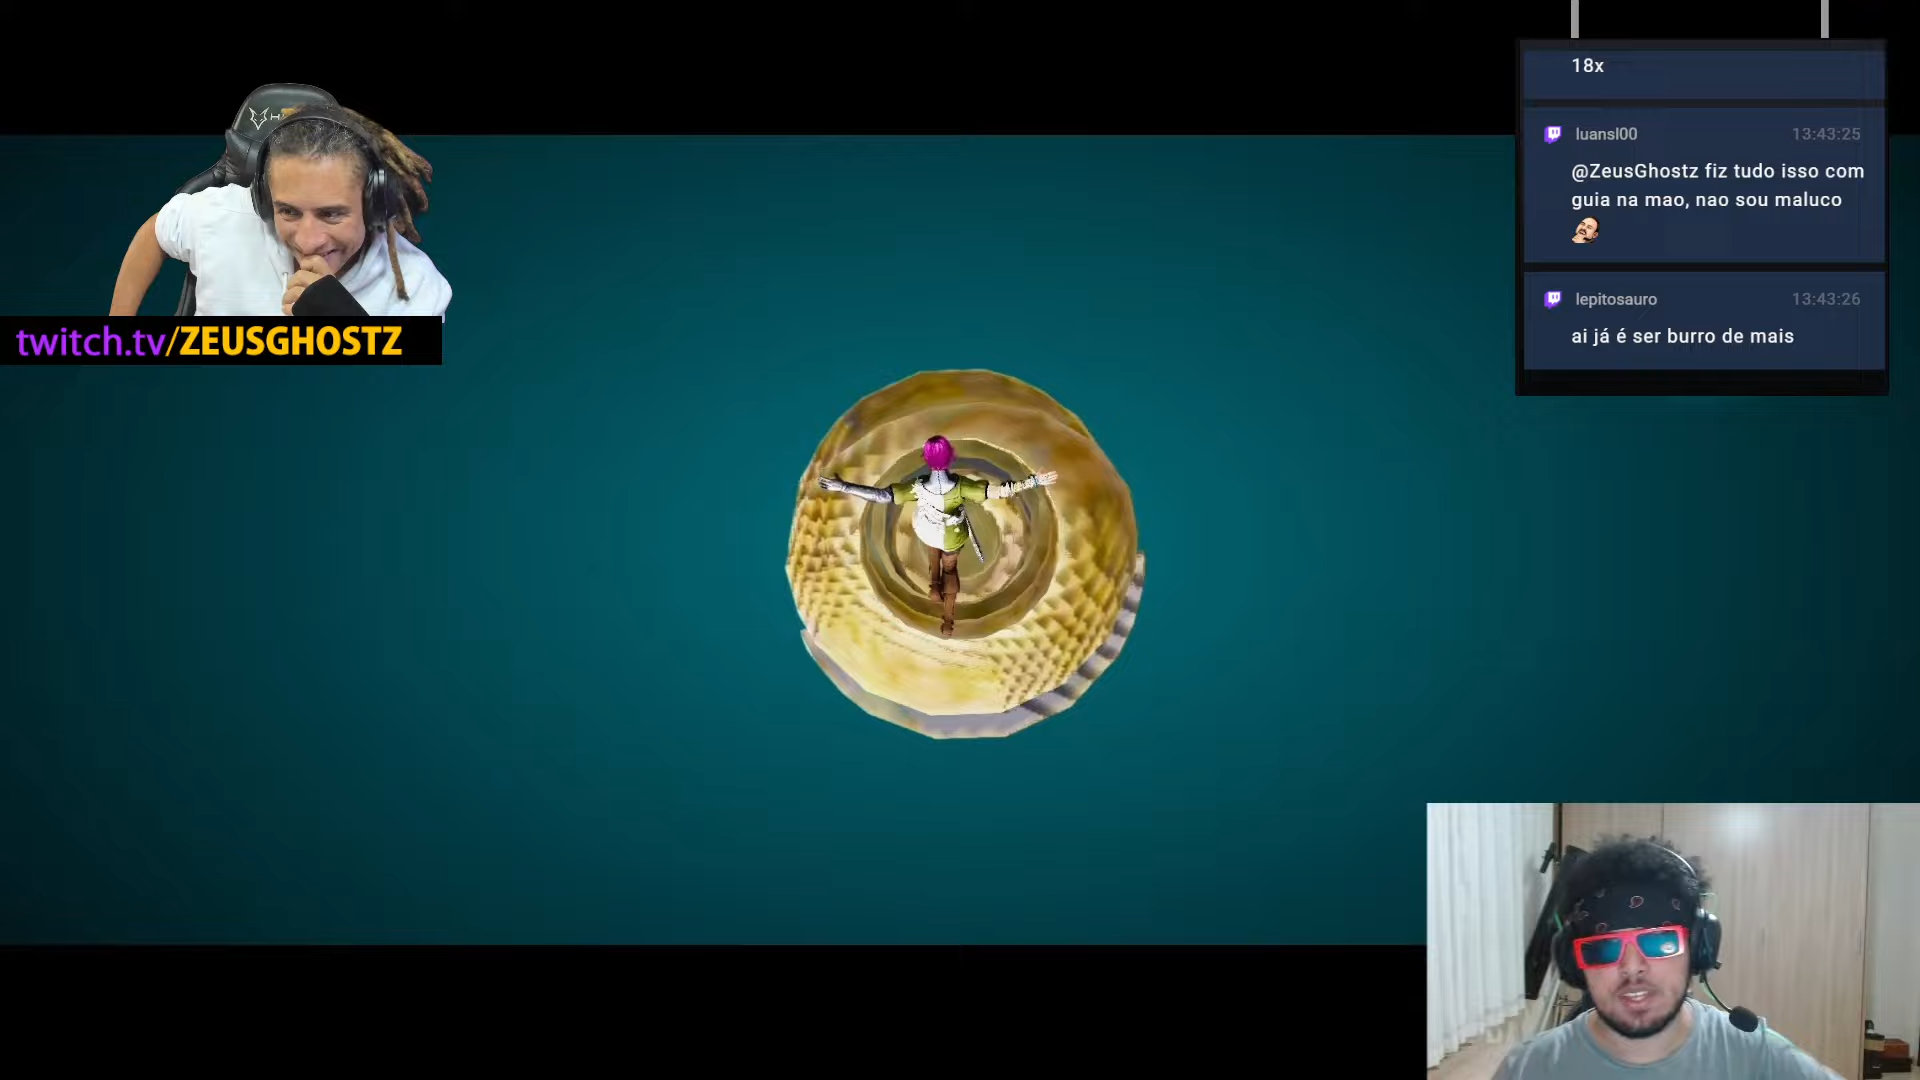 18x
luansl00 13:43:25
@ZeusGhostz fiz tudo isso com
guia na mao, nao sou maluco
lepitosauro 13:43:26
ai já é ser burro de mais
twitch.tv/ZEUSGHOSTZ